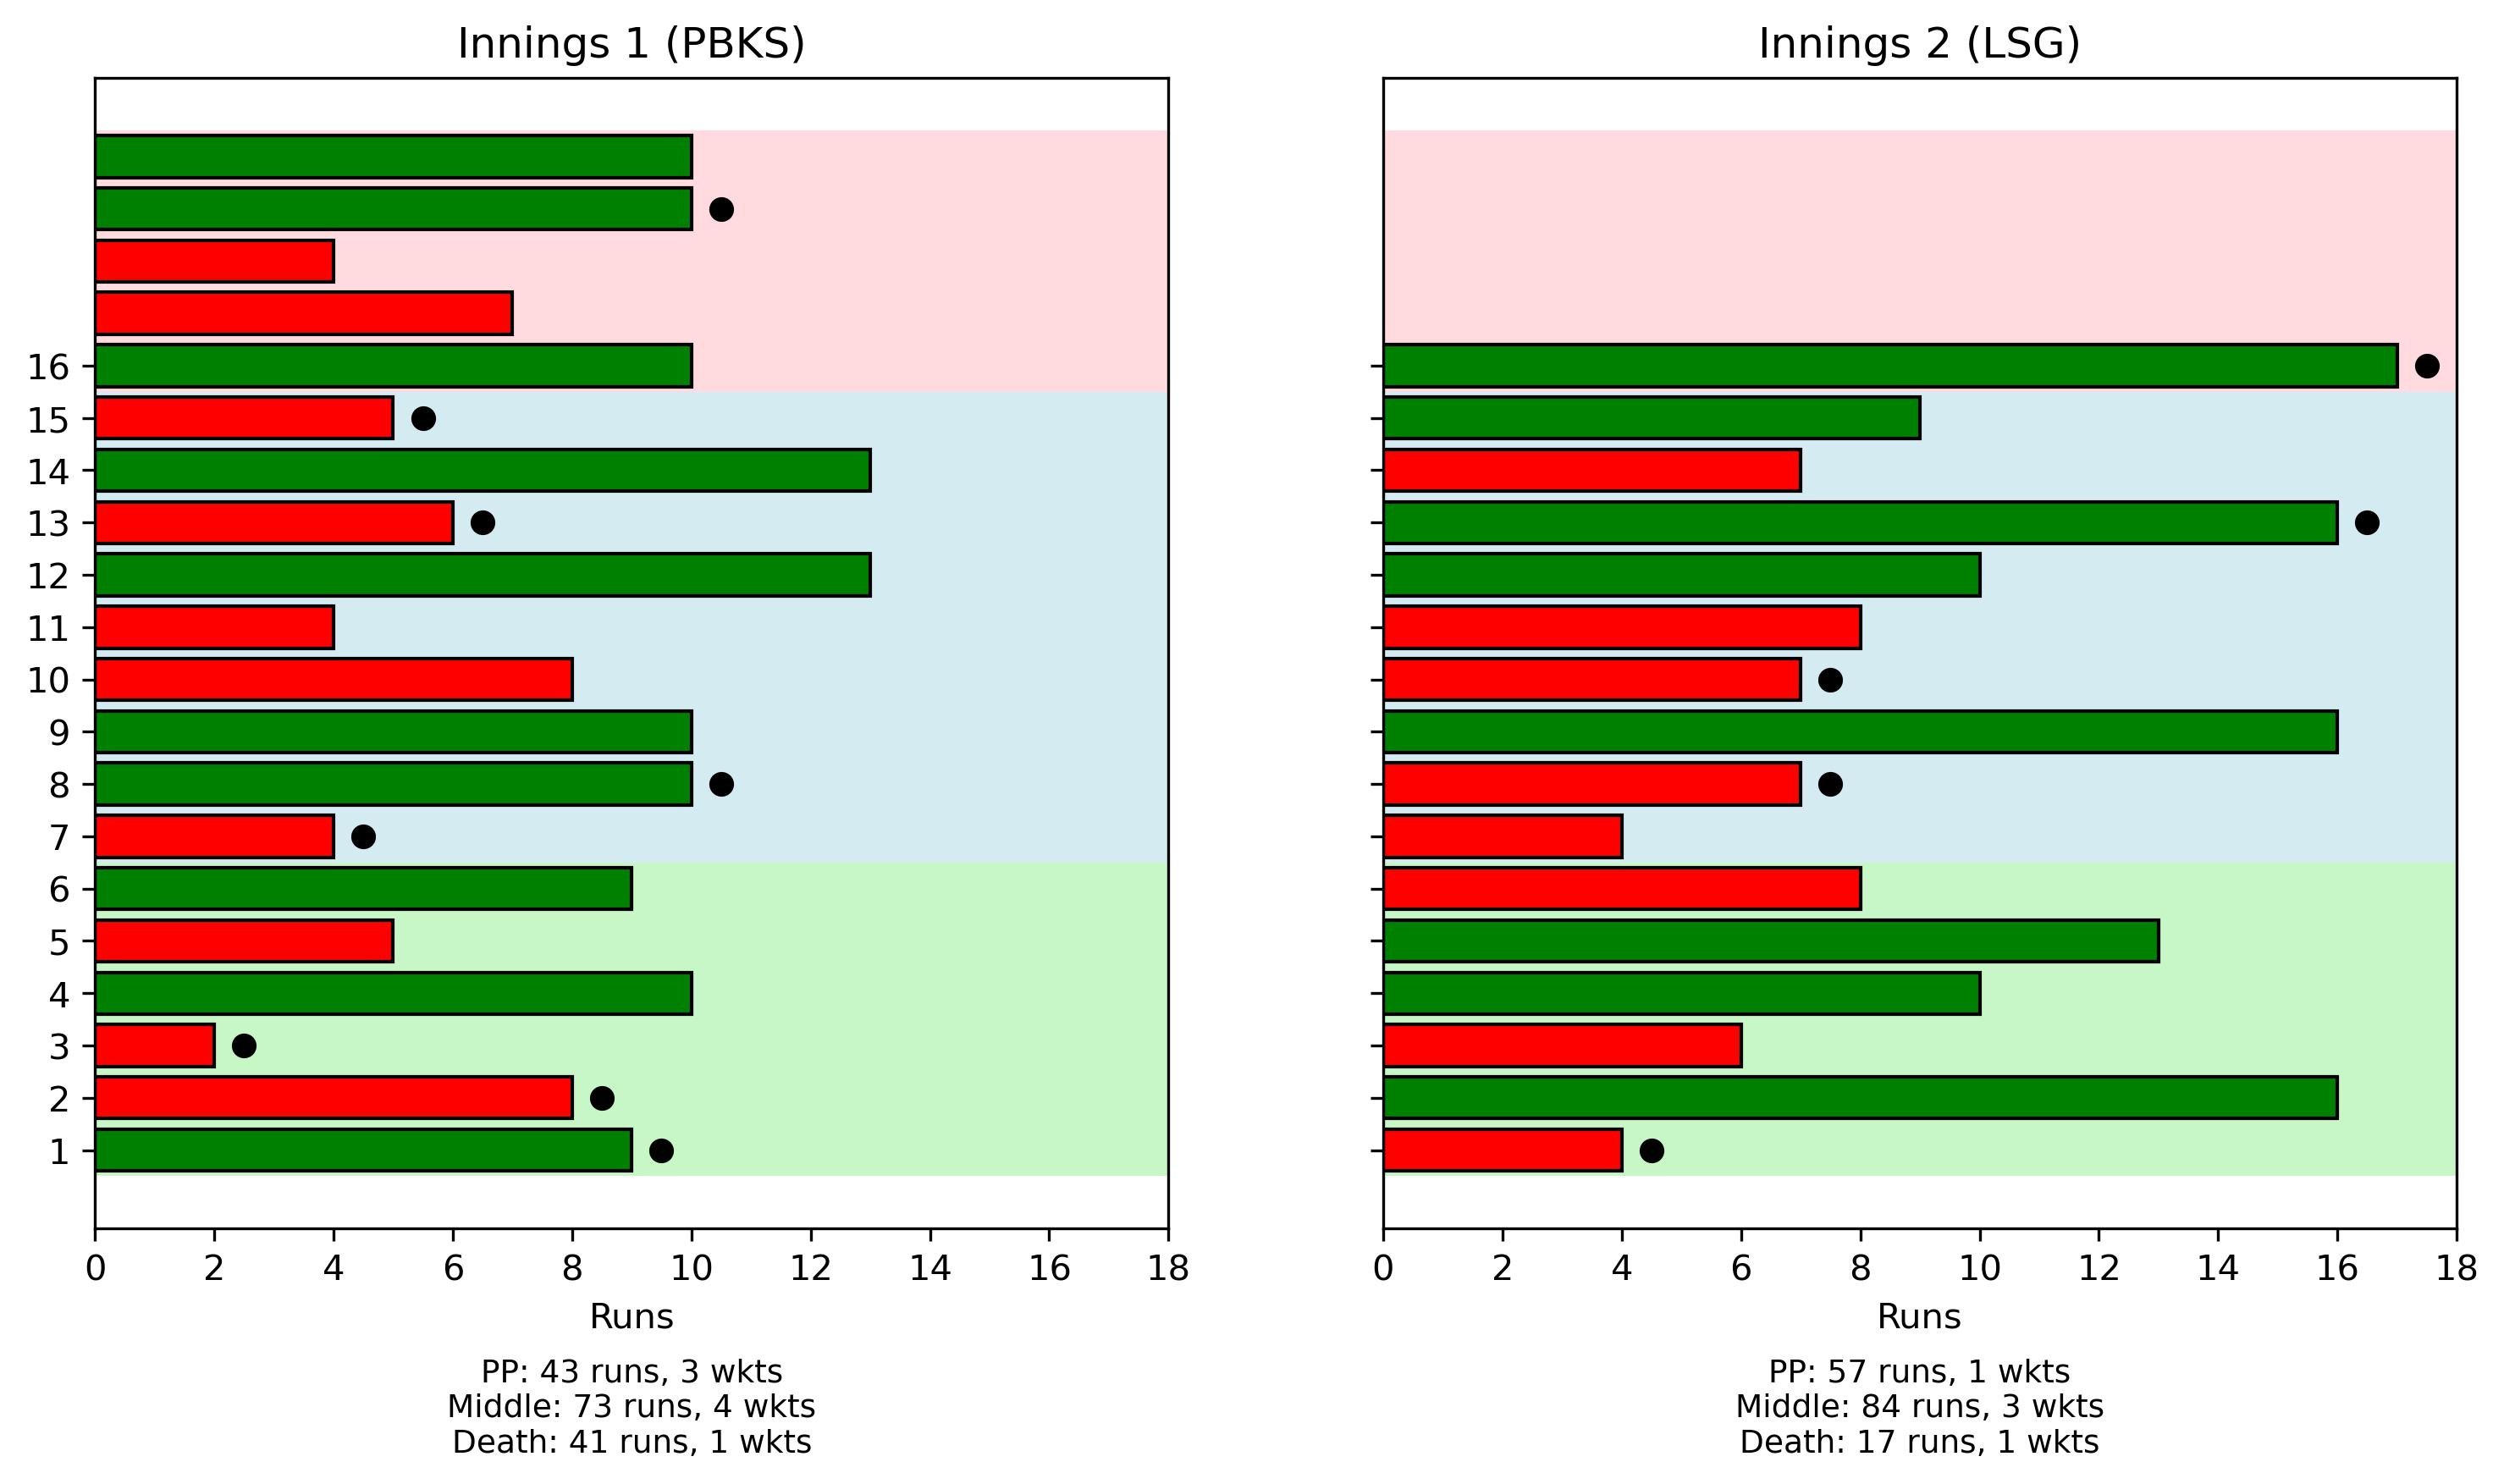 Innings 1 (PBKS)
16
15
14
13
12
11
10
9
8
7
6
5
4
3
2
1
0 2 4 6 8 10 12 14 16 18
Runs
PP: 43 runs, 3 wkts
Middle: 73 runs, 4 wkts
Death: 41 runs, 1 wkts
Innings 2 (LSG)
0 2 4 6 8 10 12 14 16 18
Runs
PP: 57 runs, 1 wkts
Middle: 84 runs, 3 wkts
Death: 17 runs, 1 wkts